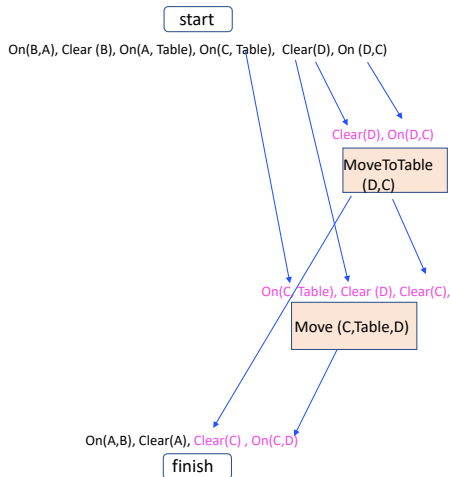 start
On(B,A), Clear (B), On(A, Table), On(C, Table), Clear(D), On (D,C)
Clear(D), On(D,C)
MoveToTable
(D,C)
On(C, Table), Clear (D), Clear(C),
Move (C,Table,D)
On(A,B), Clear(A), Clear(C) , On(C,D)
finish